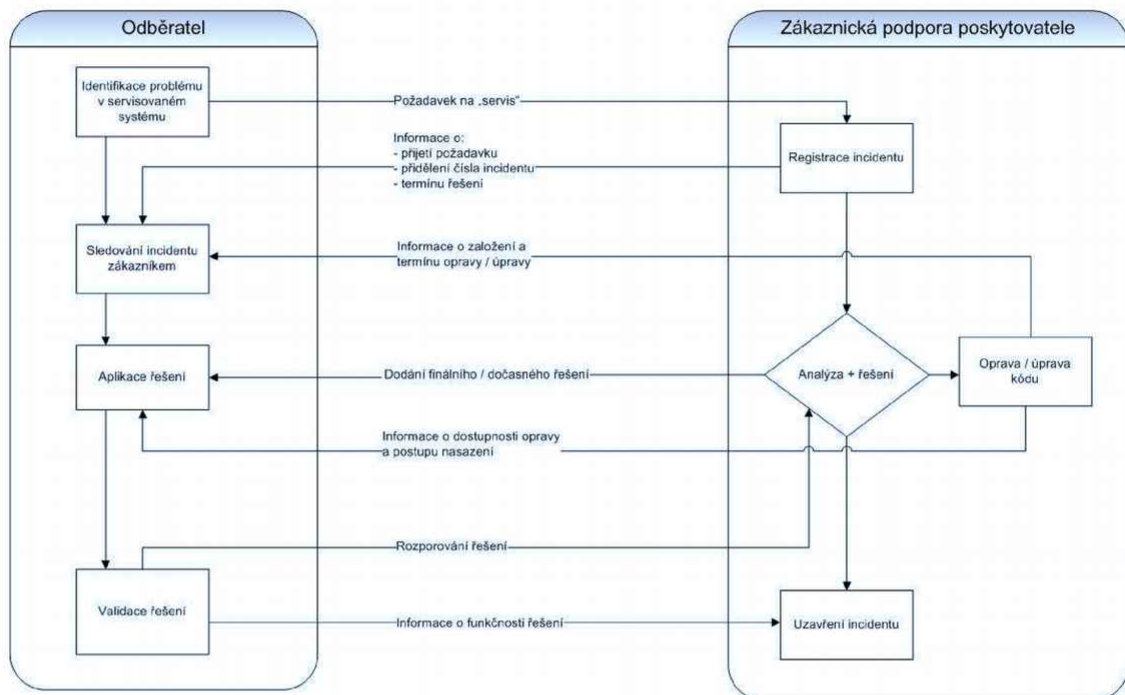 Odběratel
Zákaznická podpora poskytovatele
Identifikace problému
v servisovaném
systému
Požadavek na „servis“
Informace o:
- přijetí požadavku
- přidělení čísla incidentu
- termínu řešení
Registrace incidentu
Sledování incidentu
zákazníkem
Informace o založení a
termínu opravy / úpravy
Aplikace řešení
Dodání finálního / dočasného řešení
Analýza + řešení
Oprava / úprava
kódu
Informace o dostupnosti opravy
a postupu nasazení
Rozporování řešení
Validace řešení
Informace o funkčnosti řešení
Uzavření incidentu